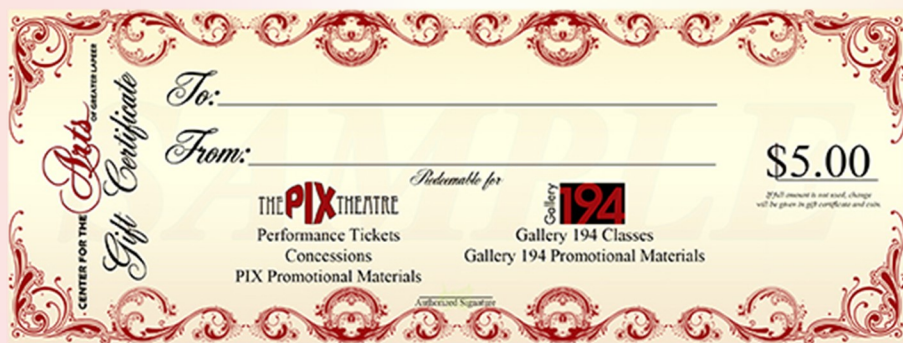 CENTER FOR THE Arts OF GREATER LAPEER
Gift Certificate
To:
From:
Redeemable for
THE PIX THEATRE
Performance Tickets
Concessions
PIX Promotional Materials
Gallery 194
Gallery 194 Classes
Gallery 194 Promotional Materials
$5.00
If full amount is not used, change
will be given in gift certificate and coin.
Authorized Signature
SAMPLE